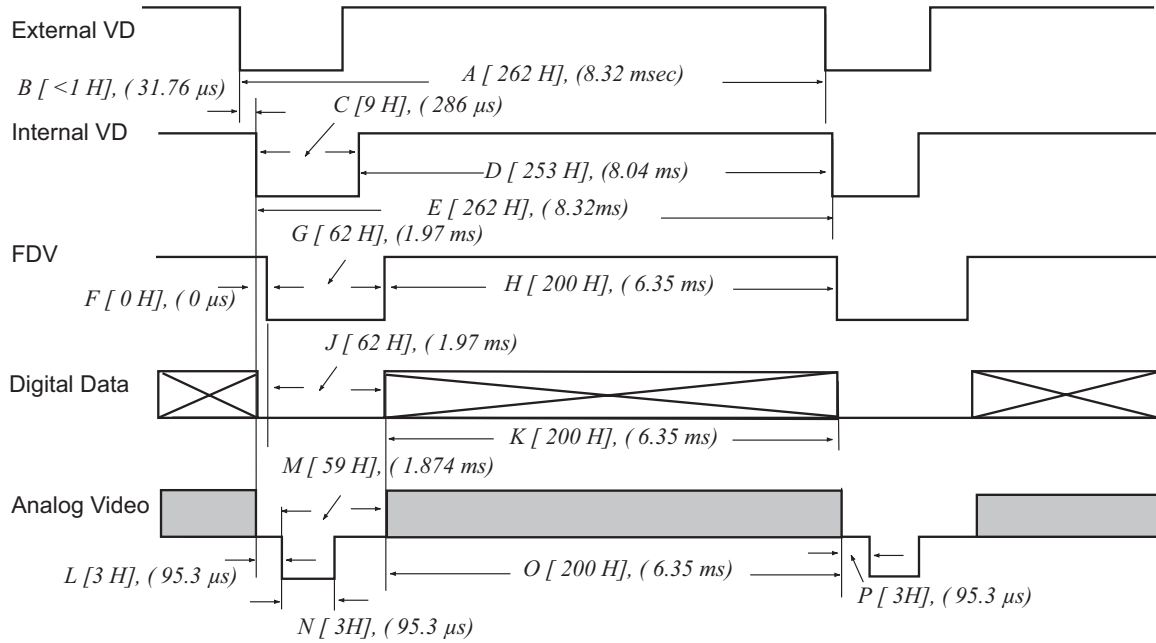 External VD
A [ 262 H], (8.32 msec)
B [ <1 H], ( 31.76 µs)
C [9 H], ( 286 µs)
Internal VD
D [ 253 H], (8.04 ms)
E [ 262 H], ( 8.32ms)
G [ 62 H], (1.97 ms)
FDV
F [ 0 H], ( 0 µs)
H [ 200 H], ( 6.35 ms)
J [ 62 H], ( 1.97 ms)
Digital Data
K [ 200 H], ( 6.35 ms)
M [ 59 H], ( 1.874 ms)
Analog Video
L [3 H], ( 95.3 µs)
O [ 200 H], ( 6.35 ms)
P [ 3H], ( 95.3 µs)
N [ 3H], ( 95.3 µs)